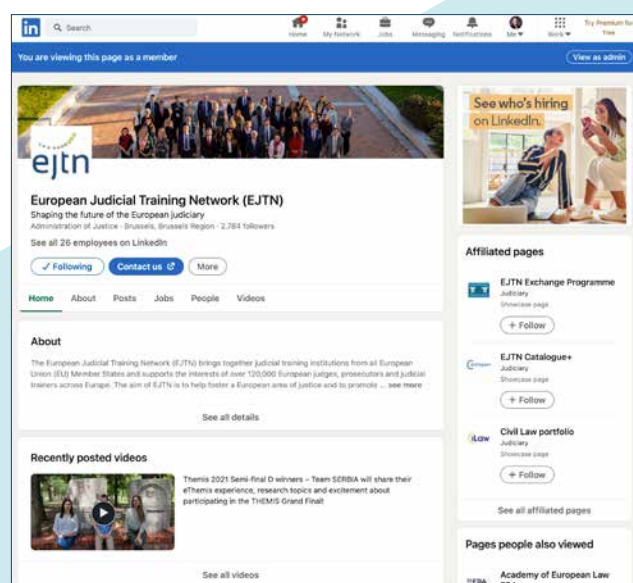 in
Search
Home
My Network
Jobs
Messaging
Notifications
Me
Work
Try Premium for
free
You are viewing this page as a member
View as admin
ejtn
European Judicial Training Network (EJTN)
Shaping the future of the European judiciary
Administration of Justice · Brussels, Brussels Region · 2,784 followers
See all 26 employees on LinkedIn
Following
Contact us
More
Home
About
Posts
Jobs
People
Videos
About
The European Judicial Training Network (EJTN) brings together judicial training institutions from all European
Union (EU) Member States and supports the interests of over 120,000 European judges, prosecutors and judicial
trainers across Europe. The aim of EJTN is to help foster a European area of justice and to promote ... see more
See all details
Recently posted videos
Themis 2021 Semi-final D winners – Team SERBIA will share their
eThemis experience, research topics and excitement about
participating in the THEMIS Grand Final!
See all videos
See who's hiring
on LinkedIn.
Affiliated pages
EJTN Exchange Programme
Judiciary
Showcase page
+ Follow
EJTN Catalogue+
Judiciary
Showcase page
+ Follow
iLaw
Civil Law portfolio
Judiciary
Showcase page
+ Follow
See all affiliated pages
Pages people also viewed
Academy of European Law